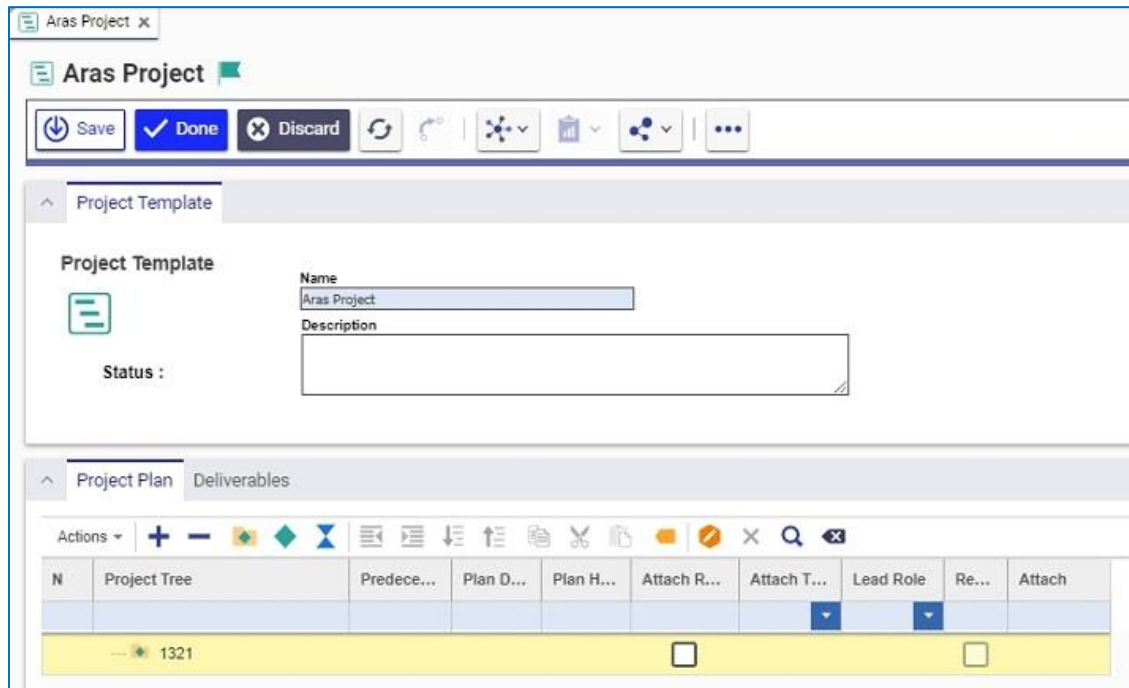 Aras Project
Aras Project
Save Done Discard
Project Template
Project Template
Name
Aras Project
Description
Status :
Project Plan Deliverables
Actions
N Project Tree Predece... Plan D... Plan H... Attach R... Attach T... Lead Role Re... Attach
1321